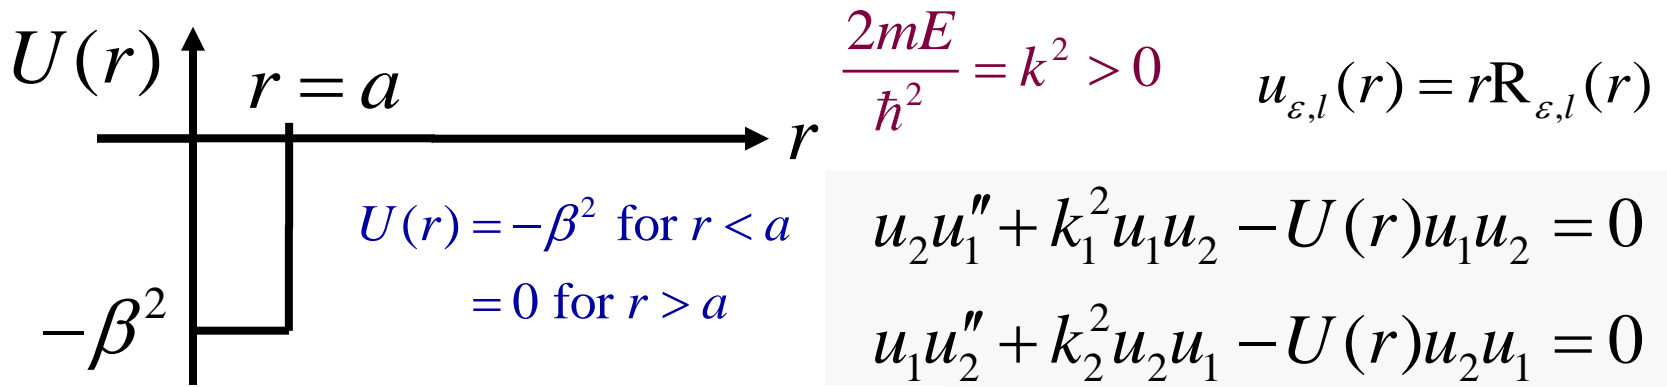 U(r)
r = a
r
U(r) = −β² for r < a
= 0 for r > a
−β²
2mE/ħ² = k² > 0
u_{ε,l}(r) = rR_{ε,l}(r)
u₂u₁″ + k₁²u₁u₂ − U(r)u₁u₂ = 0
u₁u₂″ + k₂²u₂u₁ − U(r)u₂u₁ = 0